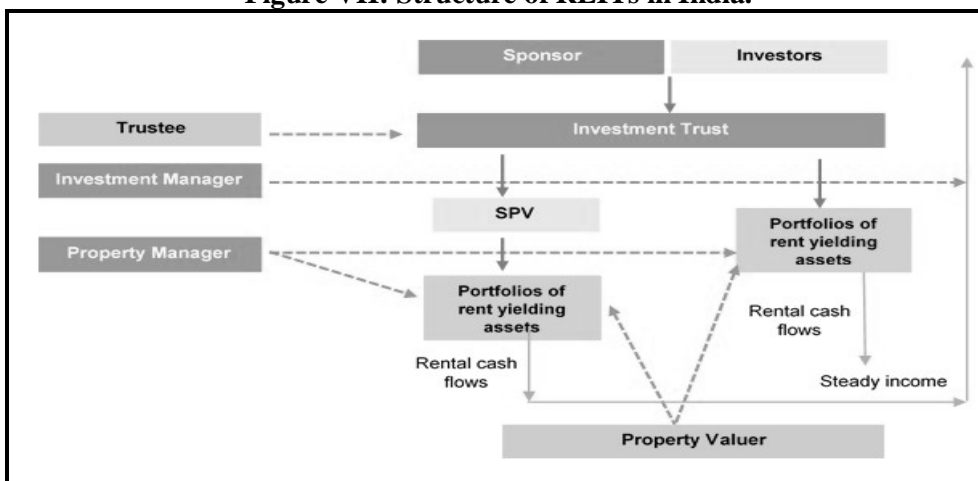 Figure VII: Structure of REITs in India.
Sponsor
Investors
Trustee
Investment Trust
Investment Manager
SPV
Portfolios of
rent yielding
assets
Property Manager
Portfolios of
rent yielding
assets
Rental cash
flows
Rental cash
flows
Steady income
Property Valuer